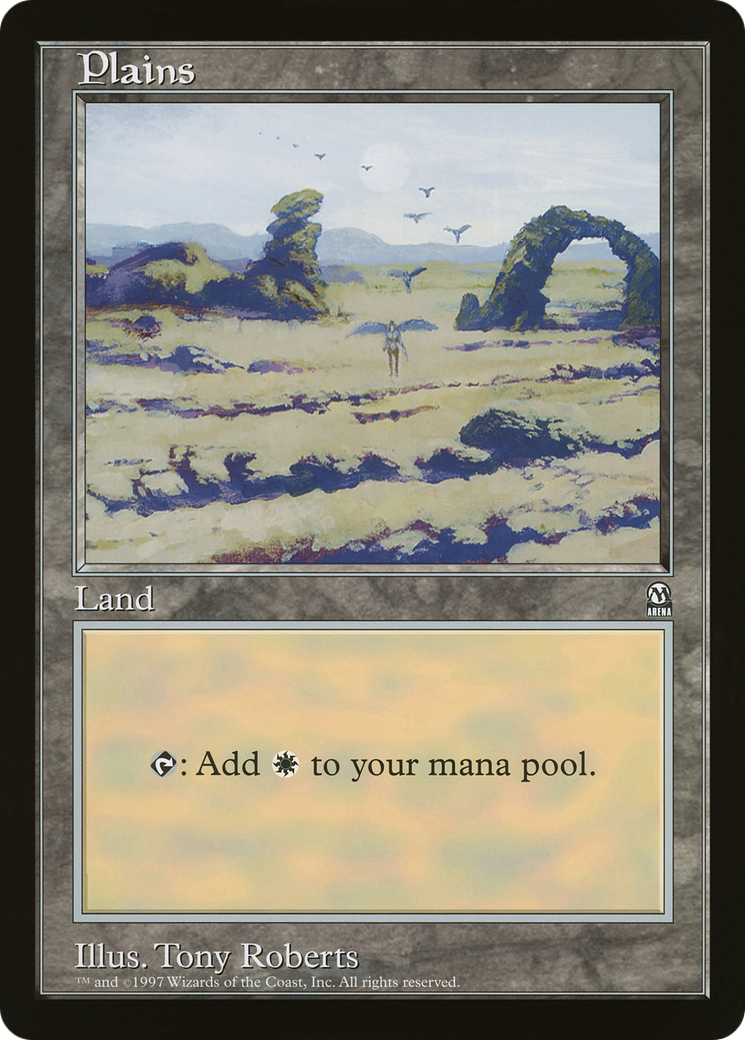 Plains
Land
ARENA
: Add to your mana pool.
Illus. Tony Roberts
™ and ©1997 Wizards of the Coast, Inc. All rights reserved.